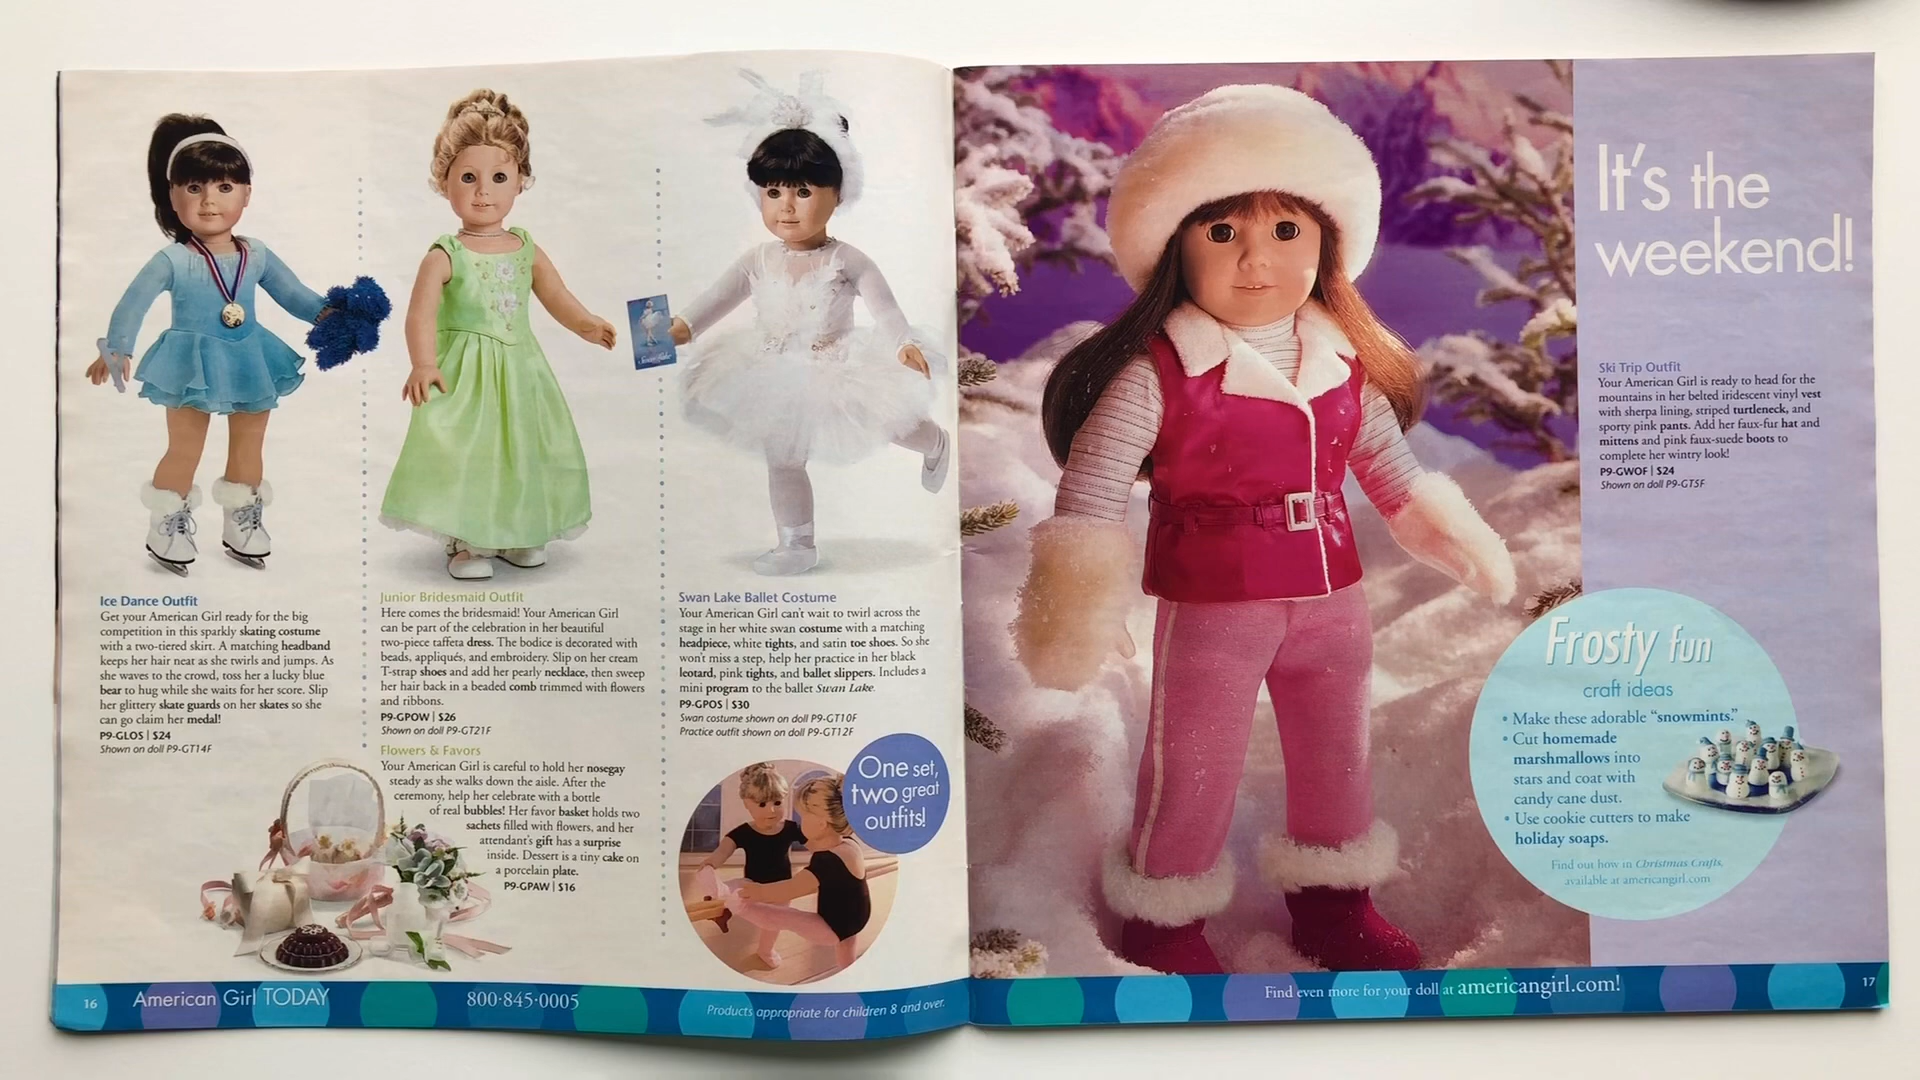 Swan Lake
Ice Dance Outfit
Get your American Girl ready for the big
competition in this sparkly skating costume
with a two-tiered skirt. A matching headband
keeps her hair neat as she twirls and jumps. As
she waves to the crowd, toss her a lucky blue
bear to hug while she waits for her score. Slip
her glittery skate guards on her skates so she
can go claim her medal!
P9-GLOS | $24
Shown on doll P9-GT14F
Junior Bridesmaid Outfit
Here comes the bridesmaid! Your American Girl
can be part of the celebration in her beautiful
two-piece taffeta dress. The bodice is decorated with
beads, appliqués, and embroidery. Slip on her cream
T-strap shoes and add her pearly necklace, then sweep
her hair back in a beaded comb trimmed with flowers
and ribbons.
P9-GPOW | $26
Shown on doll P9-GT21F
Flowers & Favors
Your American Girl is careful to hold her nosegay
steady as she walks down the aisle. After the
ceremony, help her celebrate with a bottle
of real bubbles! Her favor basket holds two
sachets filled with flowers, and her
attendant's gift has a surprise
inside. Dessert is a tiny cake on
a porcelain plate.
P9-GPAW | $16
Swan Lake Ballet Costume
Your American Girl can't wait to twirl across the
stage in her white swan costume with a matching
headpiece, white tights, and satin toe shoes. So she
won't miss a step, help her practice in her black
leotard, pink tights, and ballet slippers. Includes a
mini program to the ballet Swan Lake.
P9-GPOS | $30
Swan costume shown on doll P9-GT10F
Practice outfit shown on doll P9-GT12F
One set,
two great
outfits!
16
American Girl TODAY
800·845·0005
Products appropriate for children 8 and over.
It's the
weekend!
Ski Trip Outfit
Your American Girl is ready to head for the
mountains in her belted iridescent vinyl vest
with sherpa lining, striped turtleneck, and
sporty pink pants. Add her faux-fur hat and
mittens and pink faux-suede boots to
complete her wintry look!
P9-GWOF | $24
Shown on doll P9-GT5F
Frosty fun
craft ideas
• Make these adorable "snowmints."
• Cut homemade
marshmallows into
stars and coat with
candy cane dust.
• Use cookie cutters to make
holiday soaps.
Find out how in Christmas Crafts,
available at americangirl.com
Find even more for your doll at americangirl.com!
17